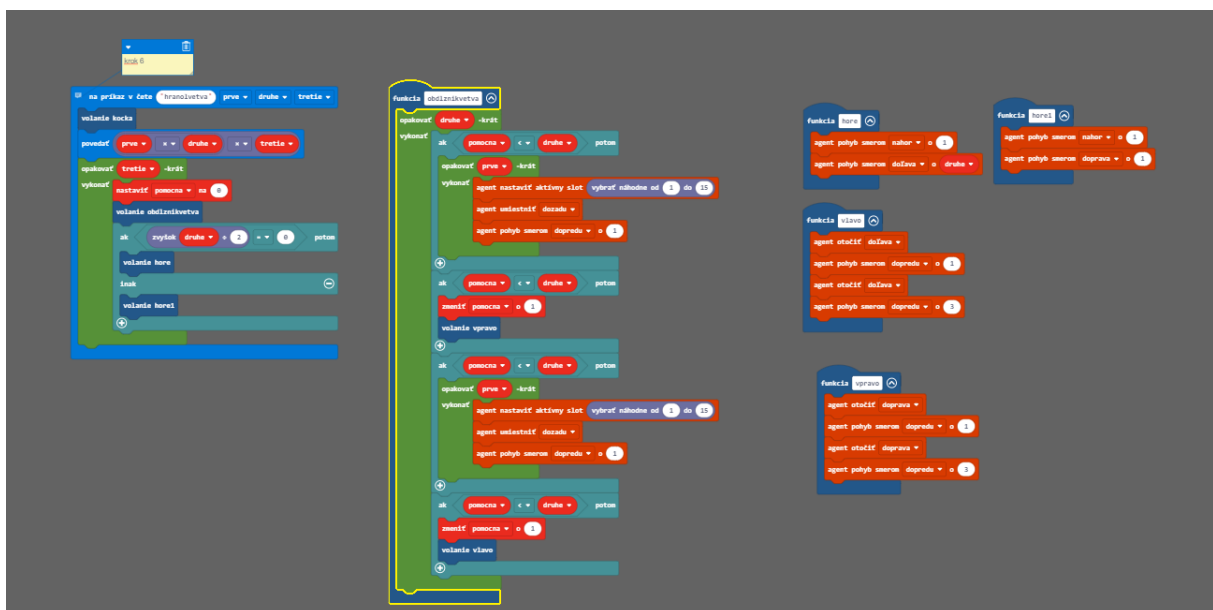 krok 6
na príkaz v čete "hranolvetva" prve druhe tretie
volanie kocka
povedať prve × druhe × tretie
opakovať tretie -krát
vykonať
nastaviť pomocna na 0
volanie obdlznikvetva
ak zvyšok druhe ÷ 2 = 0 potom
volanie hore
inak
volanie hore1
funkcia obdlznikvetva
opakovať druhe -krát
vykonať
ak pomocna < druhe potom
opakovať prve -krát
vykonať
agent nastaviť aktívny slot vybrať náhodne od 1 do 15
agent umiestniť dozadu
agent pohyb smerom dopredu o 1
ak pomocna < druhe potom
zmeniť pomocna o 1
volanie vpravo
ak pomocna < druhe potom
opakovať prve -krát
vykonať
agent nastaviť aktívny slot vybrať náhodne od 1 do 15
agent umiestniť dozadu
agent pohyb smerom dopredu o 1
ak pomocna < druhe potom
zmeniť pomocna o 1
volanie vlavo
funkcia hore
agent pohyb smerom nahor o 1
agent pohyb smerom doľava o druhe
funkcia hore1
agent pohyb smerom nahor o 1
agent pohyb smerom doprava o 1
funkcia vlavo
agent otočiť doľava
agent pohyb smerom dopredu o 1
agent otočiť doľava
agent pohyb smerom dopredu o 3
funkcia vpravo
agent otočiť doprava
agent pohyb smerom dopredu o 1
agent otočiť doprava
agent pohyb smerom dopredu o 3